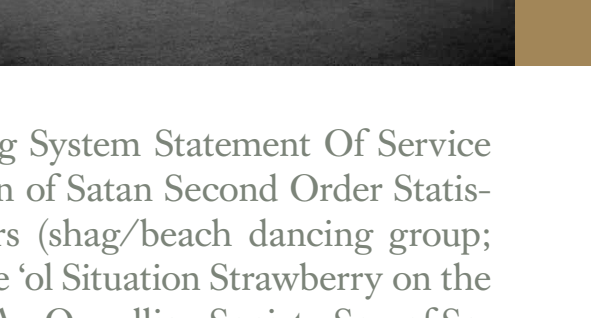 g System Statement Of Service
n of Satan Second Order Statis-
rs (shag/beach dancing group;
e ‘ol Situation Strawberry on the